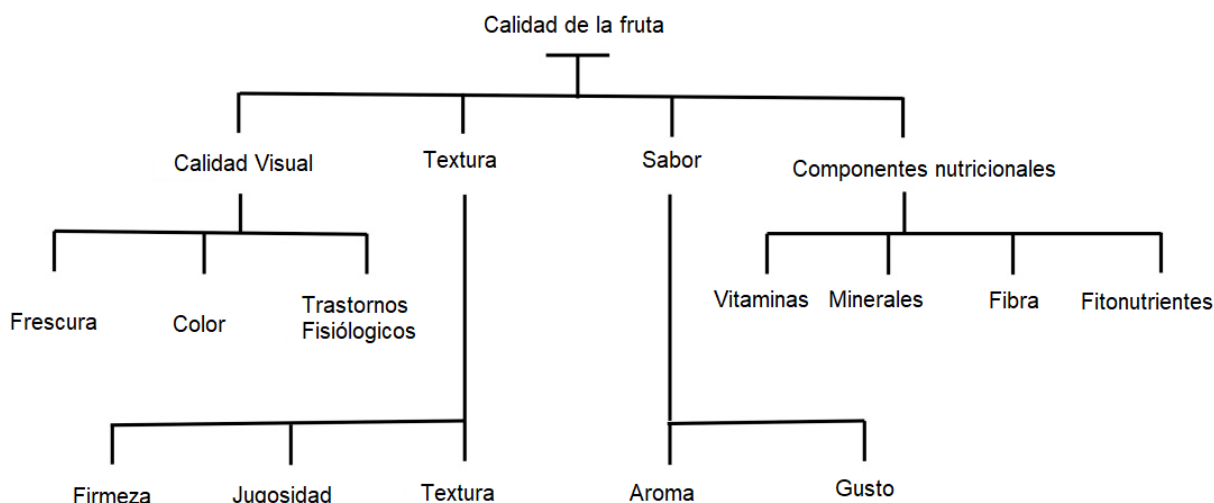 Calidad de la fruta
Calidad Visual
Textura
Sabor
Componentes nutricionales
Frescura
Color
Trastornos
Fisiólogicos
Vitaminas
Minerales
Fibra
Fitonutrientes
Firmeza
Jugosidad
Textura
Aroma
Gusto